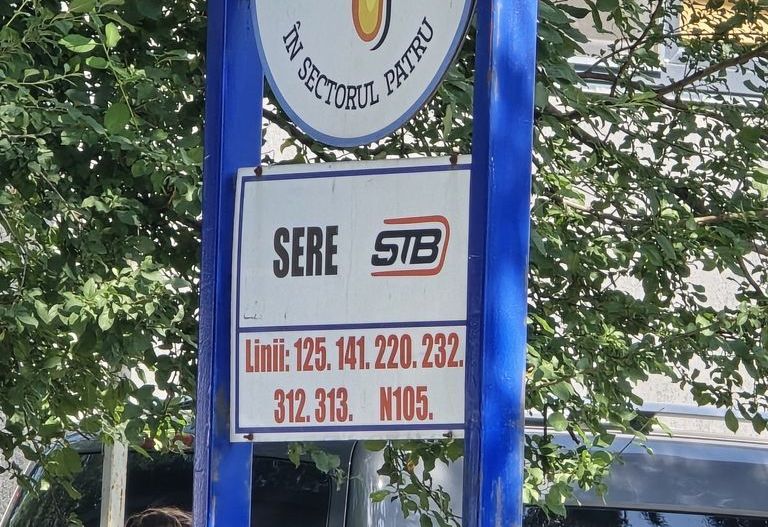 ÎN SECTORUL PATRU
SERE STB
Linii: 125. 141. 220. 232.
312. 313. N105.